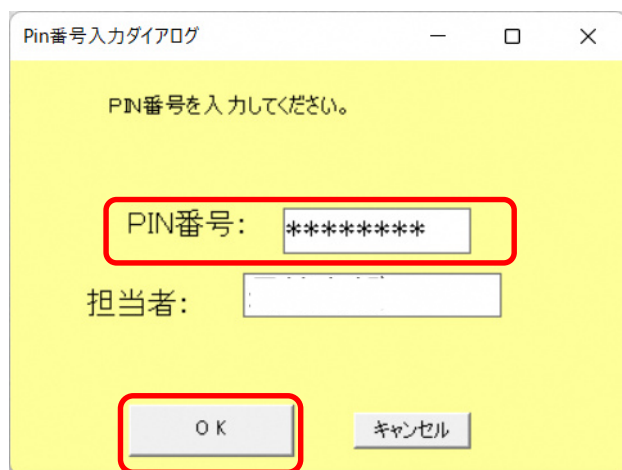 Pin番号入力ダイアログ
PIN番号を入力してください。
PIN番号: ********
担当者:
OK キャンセル